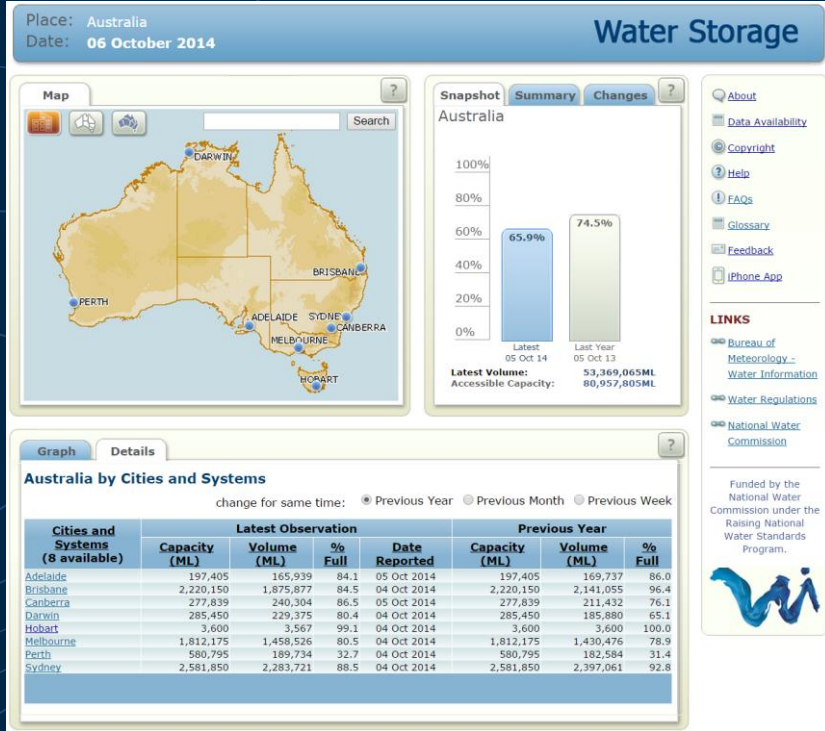 Place: Australia
Date: 06 October 2014
Water Storage
Map
?
Search
DARWIN
BRISBANE
PERTH
ADELAIDE
SYDNE
CANBERRA
MELBOURNE
HOBART
Snapshot Summary Changes ?
Australia
100%
80%
60%
40%
20%
0%
65.9%
74.5%
Latest
05 Oct 14
Last Year
05 Oct 13
Latest Volume: 53,369,065ML
Accessible Capacity: 80,957,805ML
About
Data Availability
Copyright
Help
FAQs
Glossary
Feedback
iPhone App
LINKS
Bureau of
Meteorology -
Water Information
Water Regulations
National Water
Commission
Funded by the
National Water
Commission under the
Raising National
Water Standards
Program.
Graph Details ?
Australia by Cities and Systems
change for same time: Previous Year Previous Month Previous Week
Cities and
Systems
(8 available)
Latest Observation Previous Year
Capacity (ML) Volume (ML) % Full Date Reported Capacity (ML) Volume (ML) % Full
Adelaide 197,405 165,939 84.1 05 Oct 2014 197,405 169,737 86.0
Brisbane 2,220,150 1,875,877 84.5 04 Oct 2014 2,220,150 2,141,055 96.4
Canberra 277,839 240,304 86.5 05 Oct 2014 277,839 211,432 76.1
Darwin 285,450 229,375 80.4 04 Oct 2014 285,450 185,880 65.1
Hobart 3,600 3,567 99.1 04 Oct 2014 3,600 3,600 100.0
Melbourne 1,812,175 1,458,526 80.5 04 Oct 2014 1,812,175 1,430,476 78.9
Perth 580,795 189,734 32.7 04 Oct 2014 580,795 182,584 31.4
Sydney 2,581,850 2,283,721 88.5 04 Oct 2014 2,581,850 2,397,061 92.8